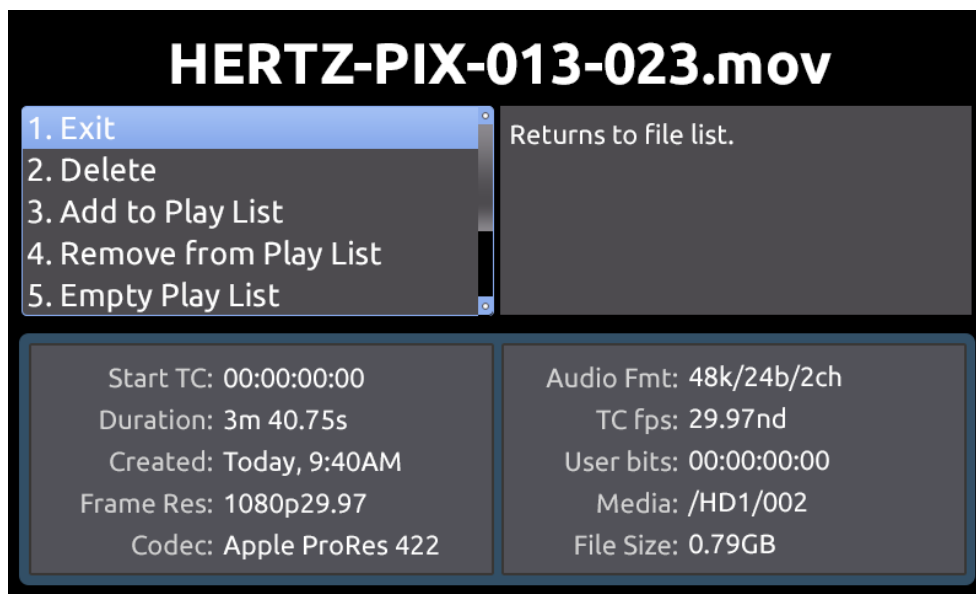 HERTZ-PIX-013-023.mov
1. Exit
2. Delete
3. Add to Play List
4. Remove from Play List
5. Empty Play List
Returns to file list.
Start TC: 00:00:00:00
Duration: 3m 40.75s
Created: Today, 9:40AM
Frame Res: 1080p29.97
Codec: Apple ProRes 422
Audio Fmt: 48k/24b/2ch
TC fps: 29.97nd
User bits: 00:00:00:00
Media: /HD1/002
File Size: 0.79GB